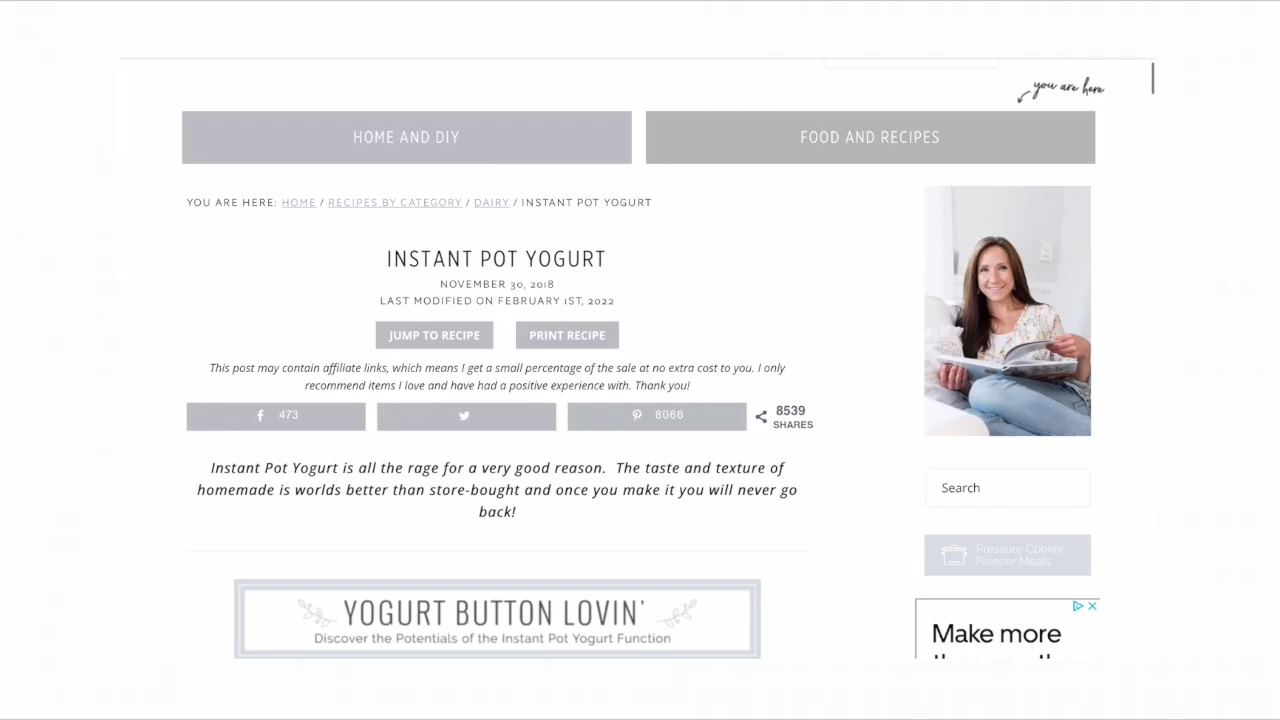 you are here
HOME AND DIY
FOOD AND RECIPES
YOU ARE HERE: HOME / RECIPES BY CATEGORY / DAIRY / INSTANT POT YOGURT
INSTANT POT YOGURT
NOVEMBER 30, 2018
LAST MODIFIED ON FEBRUARY 1ST, 2022
JUMP TO RECIPE
PRINT RECIPE
This post may contain affiliate links, which means I get a small percentage of the sale at no extra cost to you. I only
recommend items I love and have had a positive experience with. Thank you!
473
8066
8539
SHARES
Instant Pot Yogurt is all the rage for a very good reason. The taste and texture of
homemade is worlds better than store-bought and once you make it you will never go
back!
YOGURT BUTTON LOVIN'
Discover the Potentials of the Instant Pot Yogurt Function
Search
Pressure Cooker
Freezer Meals
Make more